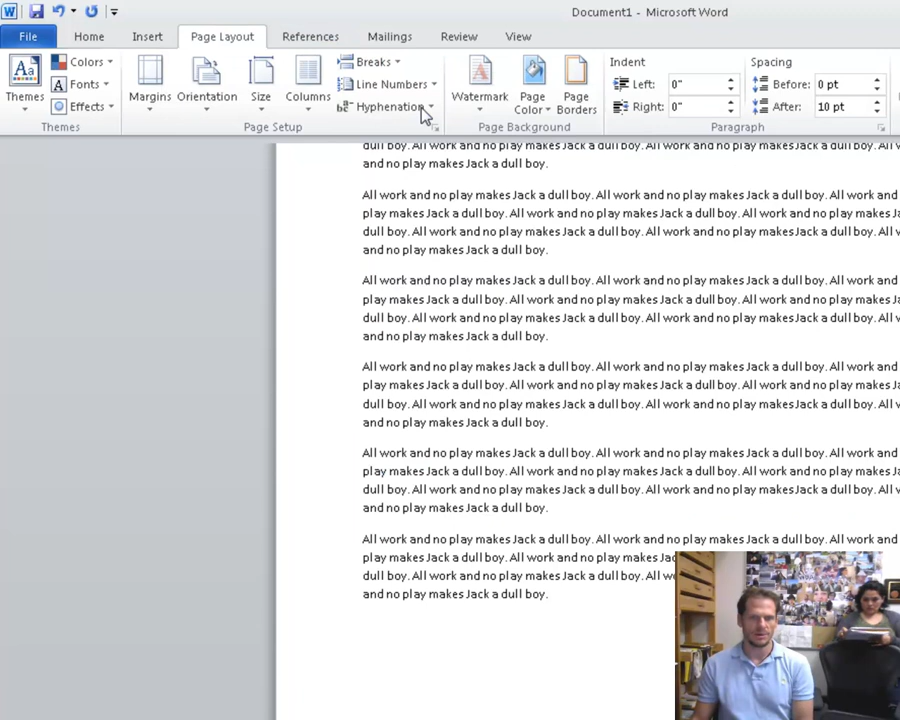 W
Document1 - Microsoft Word
File Home Insert Page Layout References Mailings Review View
Aa Themes Colors Fonts Effects Margins Orientation Size Columns Breaks Line Numbers Hyphenation Watermark Page Color Page Borders Indent Left: 0" Right: 0" Spacing Before: 0 pt After: 10 pt
Themes Page Setup Page Background Paragraph
dull boy. All work and no play makes Jack a dull boy. All work and no play makes Jack a dull boy. All work
and no play makes Jack a dull boy.
All work and no play makes Jack a dull boy. All work and no play makes Jack a dull boy. All work and
play makes Jack a dull boy. All work and no play makes Jack a dull boy. All work and no play makes Ja
dull boy. All work and no play makes Jack a dull boy. All work and no play makes Jack a dull boy. All w
and no play makes Jack a dull boy.
All work and no play makes Jack a dull boy. All work and no play makes Jack a dull boy. All work and
play makes Jack a dull boy. All work and no play makes Jack a dull boy. All work and no play makes Ja
dull boy. All work and no play makes Jack a dull boy. All work and no play makes Jack a dull boy. All w
and no play makes Jack a dull boy.
All work and no play makes Jack a dull boy. All work and no play makes Jack a dull boy. All work and
play makes Jack a dull boy. All work and no play makes Jack a dull boy. All work and no play makes Ja
dull boy. All work and no play makes Jack a dull boy. All work and no play makes Jack a dull boy. All w
and no play makes Jack a dull boy.
All work and no play makes Jack a dull boy. All work and no play makes Jack a dull boy. All work and
play makes Jack a dull boy. All work and no play makes Jack a dull boy. All work and no play makes Ja
dull boy. All work and no play makes Jack a dull boy. All work and no play makes Jack a dull boy. All w
and no play makes Jack a dull boy.
All work and no play makes Jack a dull boy. All work and no play makes Jack a dull boy. All work and
play makes Jack a dull boy. All work and no play makes Ja
dull boy. All work and no play makes Jack a dull boy. All w
and no play makes Jack a dull boy.